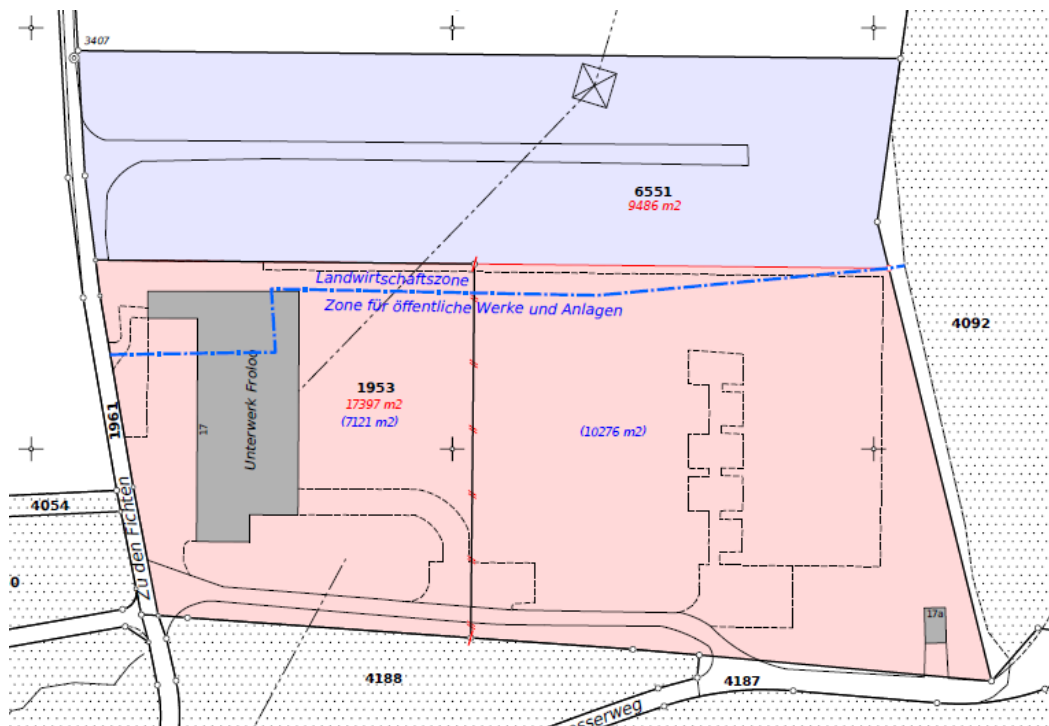 3407
6551
9486 m2
Landwirtschaftszone
Zone für öffentliche Werke und Anlagen
4092
1953
17397 m2
(7121 m2)
(10276 m2)
17
Unterwerk Froloo
1961
Zu den Fichten
4054
0
17a
4188
4187
sserweg